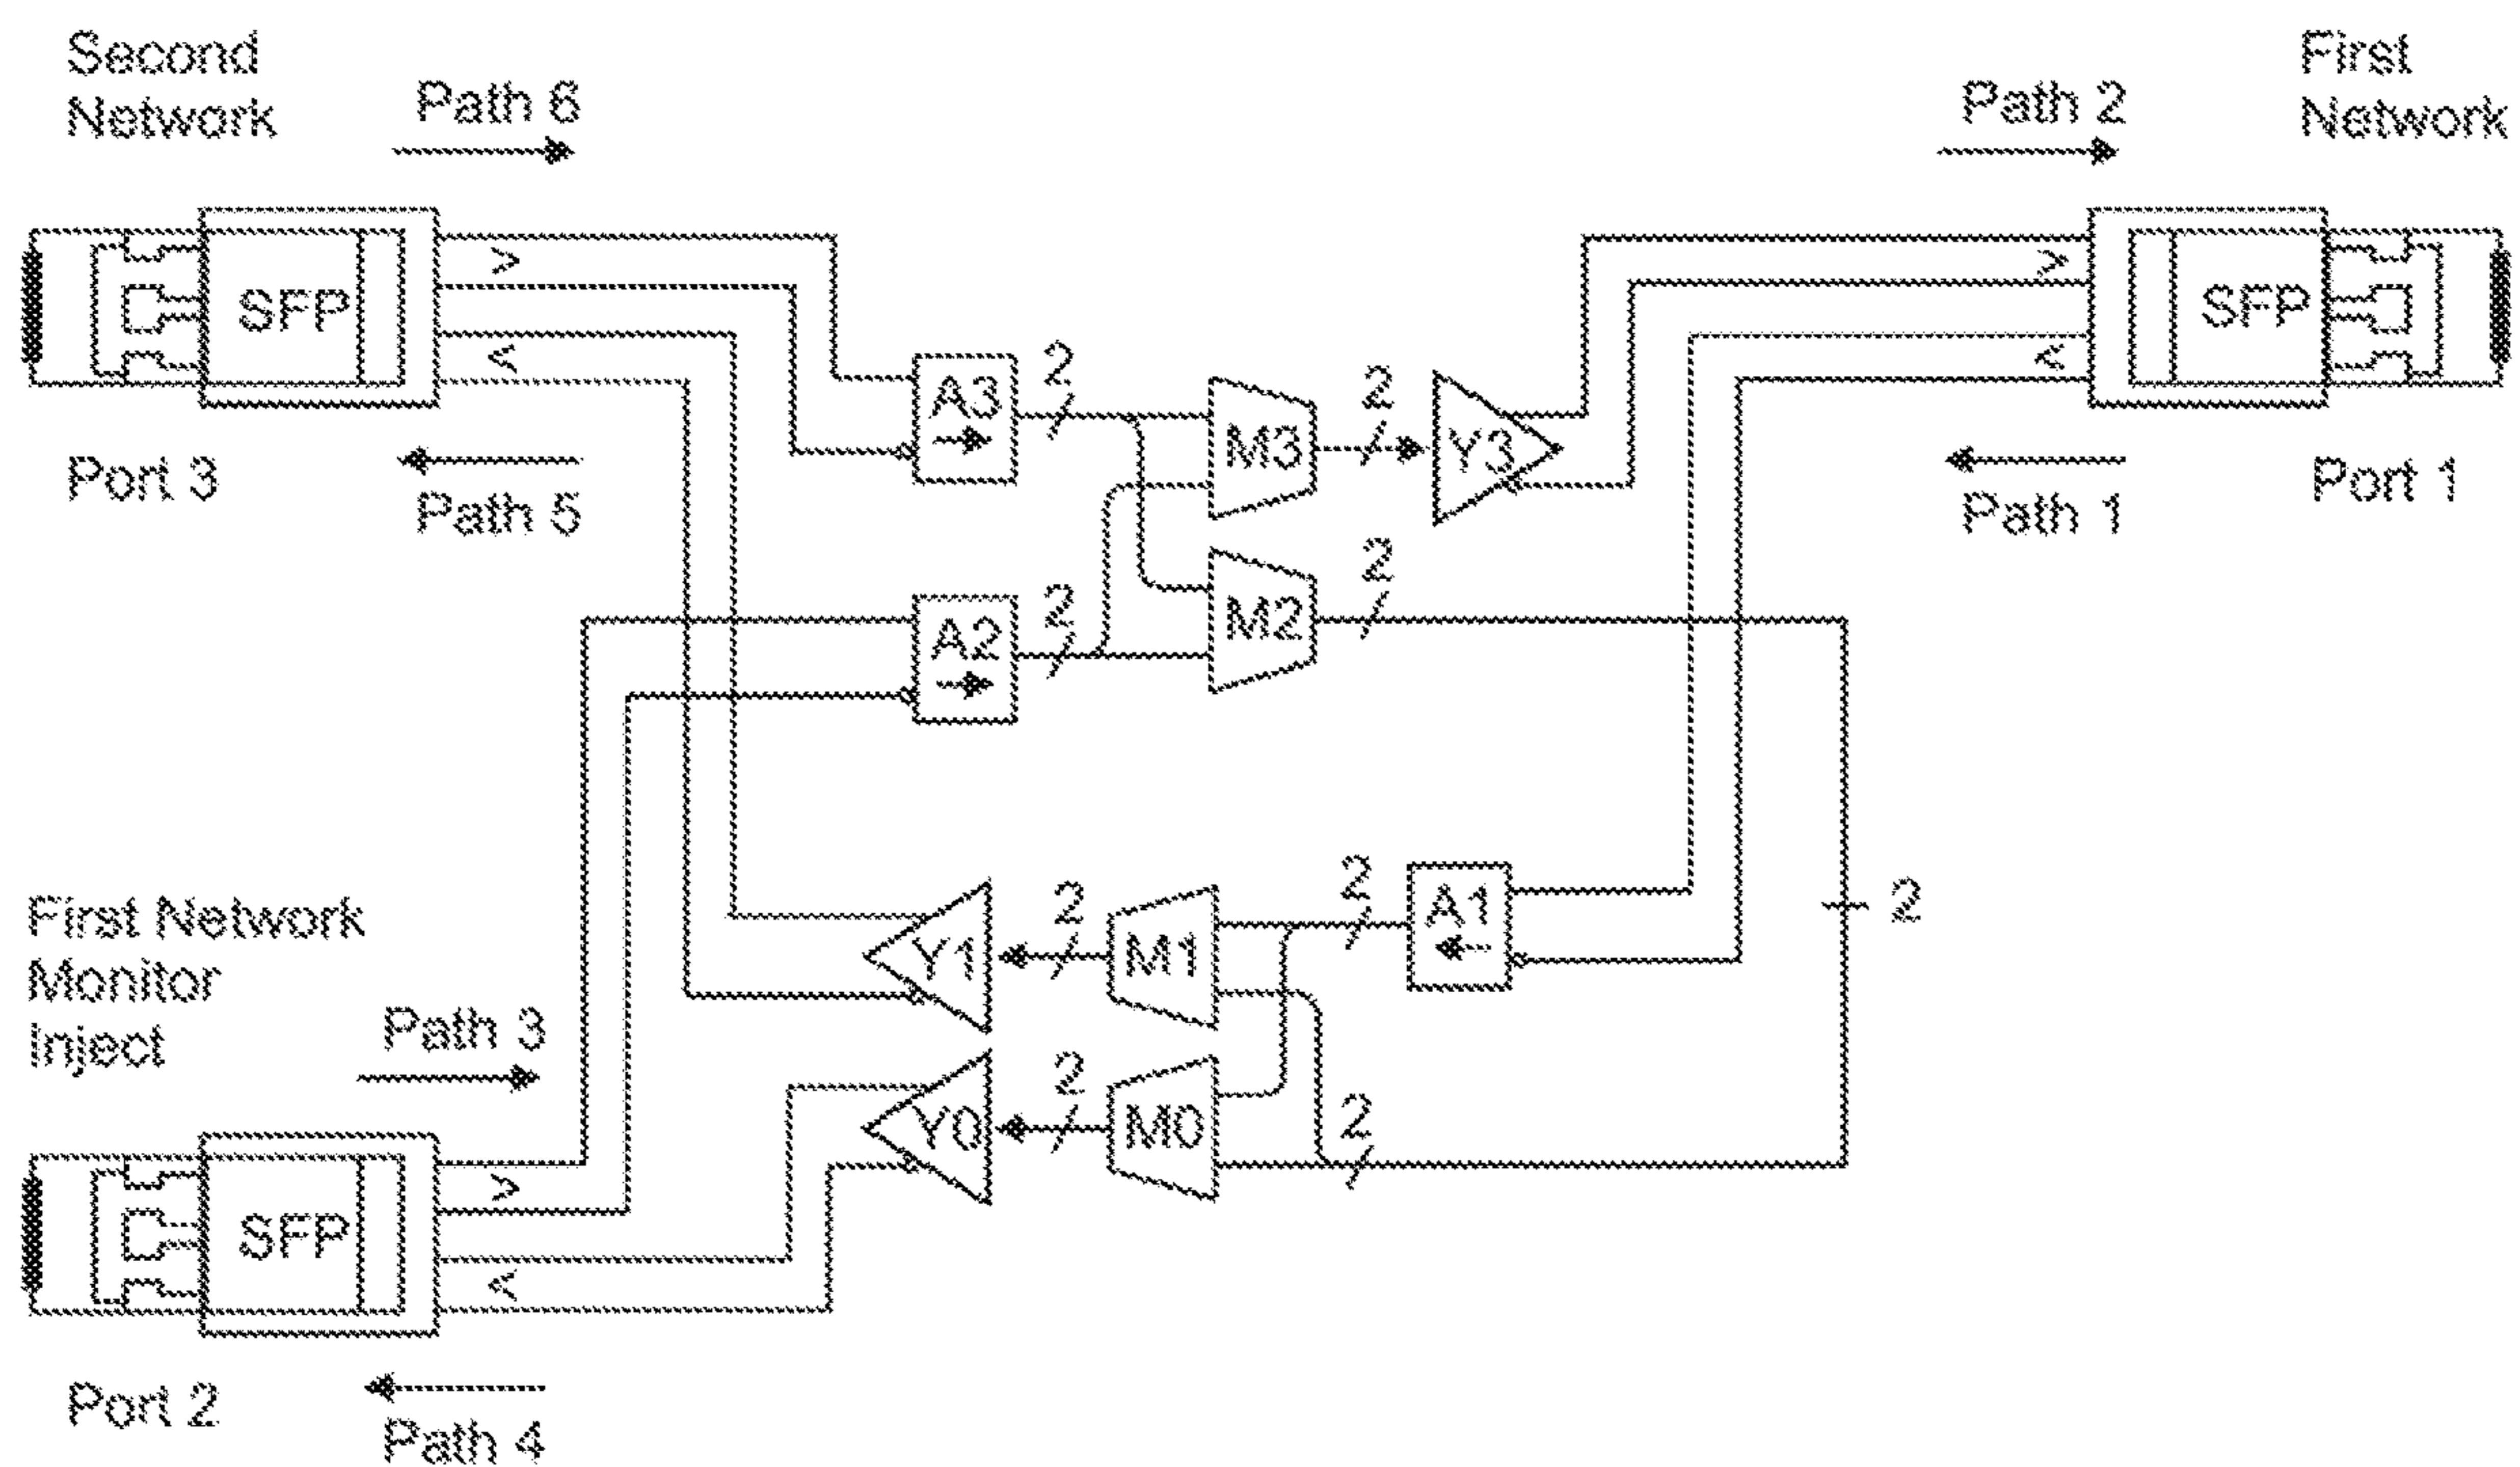 Second
Network
Path 6
Path 2
First
Network
>
>
SFP
SFP
<
<
A3
2
M3
2
Y3
Port 3
Path 5
Path 1
Port 1
A2
2
M2
2
First Network
Monitor
Inject
Path 3
Y1
2
M1
2
A1
2
Y0
2
M0
2
>
SFP
<
Port 2
Path 4